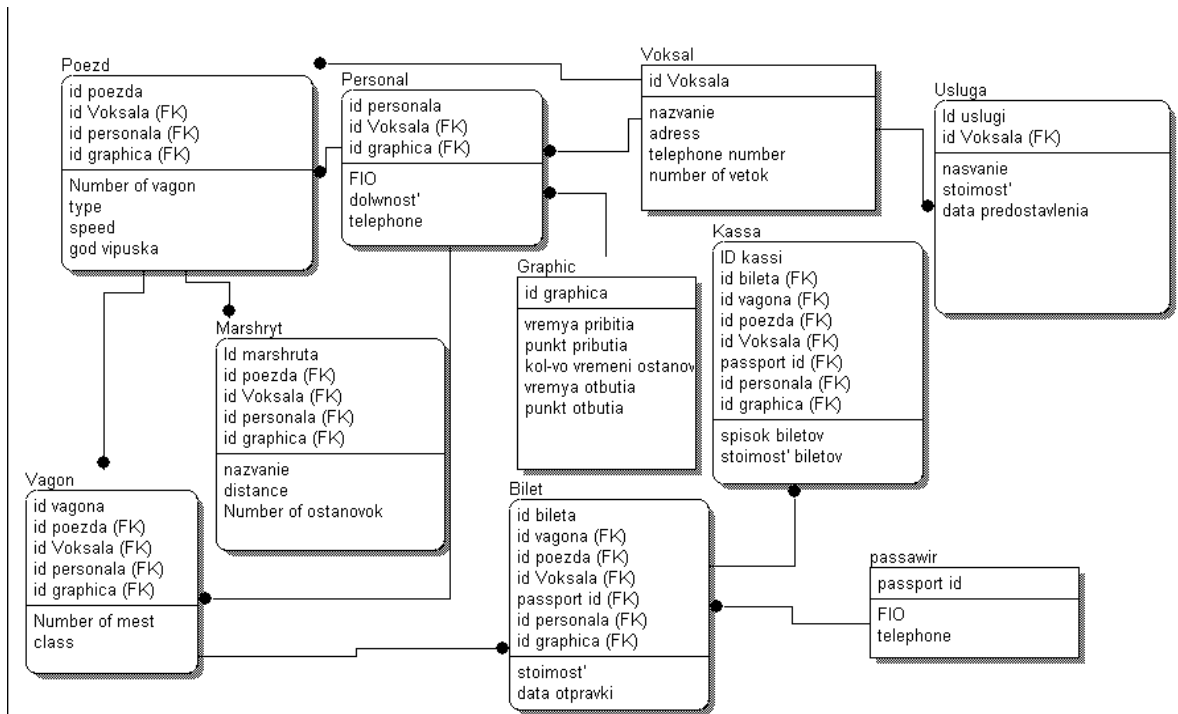 Poezd
id poezda
id Voksala (FK)
id personala (FK)
id graphica (FK)
Number of vagon
type
speed
god vipuska
Personal
id personala
id Voksala (FK)
id graphica (FK)
FIO
dolwnost'
telephone
Voksal
id Voksala
nazvanie
adress
telephone number
number of vetok
Usluga
Id uslugi
id Voksala (FK)
nasvanie
stoimost'
data predostavlenia
Graphic
id graphica
vremya pribitia
punkt pributia
kol-vo vremeni ostanov
vremya otbutia
punkt otbutia
Kassa
ID kassi
id bileta (FK)
id vagona (FK)
id poezda (FK)
id Voksala (FK)
passport id (FK)
id personala (FK)
id graphica (FK)
spisok biletov
stoimost' biletov
Marshryt
Id marshruta
id poezda (FK)
id Voksala (FK)
id personala (FK)
id graphica (FK)
nazvanie
distance
Number of ostanovok
Vagon
id vagona
id poezda (FK)
id Voksala (FK)
id personala (FK)
id graphica (FK)
Number of mest
class
Bilet
id bileta
id vagona (FK)
id poezda (FK)
id Voksala (FK)
passport id (FK)
id personala (FK)
id graphica (FK)
stoimost'
data otpravki
passawir
passport id
FIO
telephone